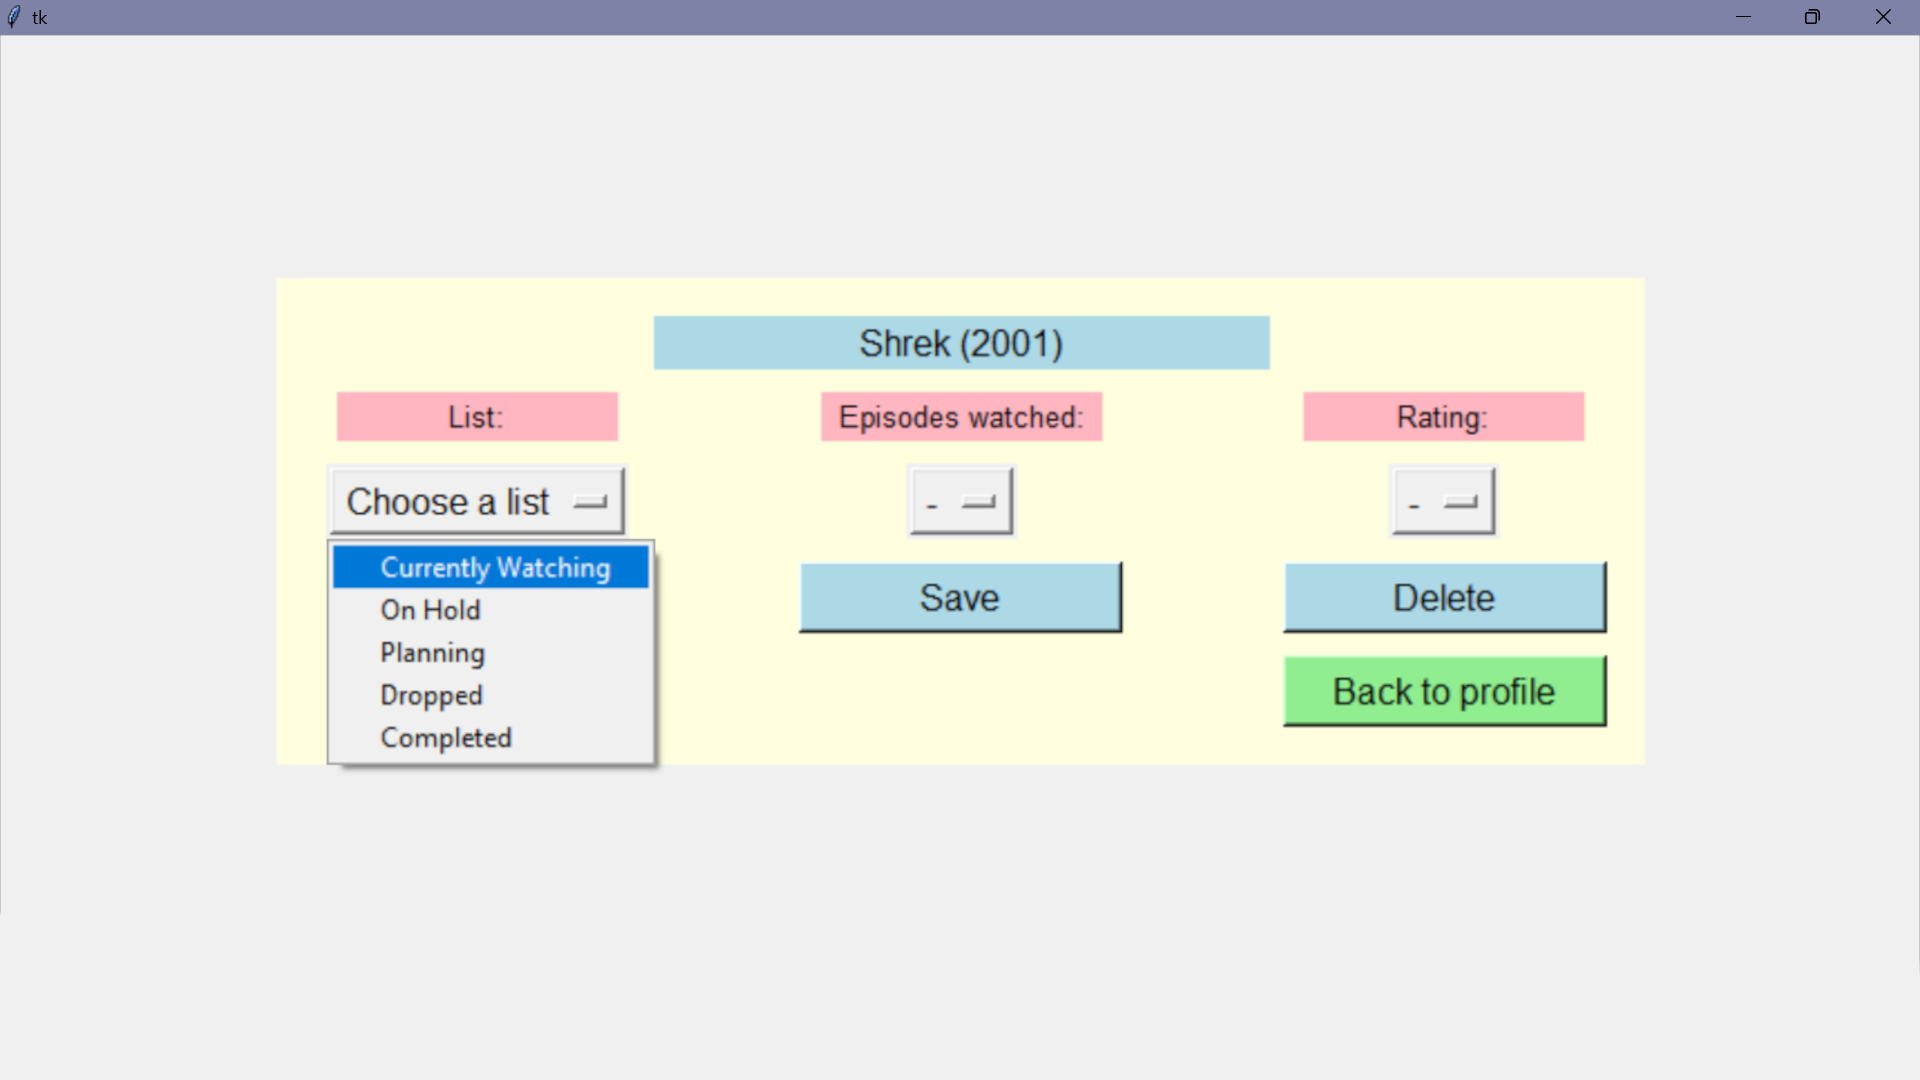 tk
Shrek (2001)
List:
Episodes watched:
Rating:
Choose a list
-
-
Currently Watching
On Hold
Planning
Dropped
Completed
Save
Delete
Back to profile